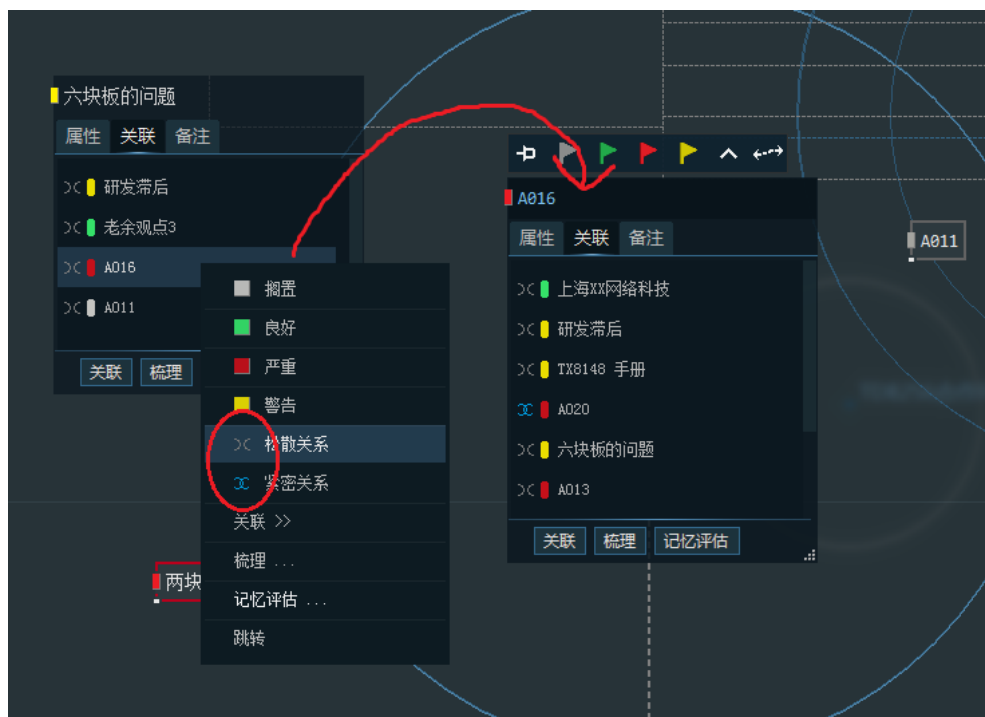 六块板的问题
属性 关联 备注
研发滞后
老余观点3
A016
A011
关联 梳理
搁置
良好
严重
警告
松散关系
紧密关系
关联 >>
梳理 ...
记忆评估 ...
跳转
两块
A016
属性 关联 备注
上海XX网络科技
研发滞后
TX8148 手册
A020
六块板的问题
A013
关联 梳理 记忆评估
A011